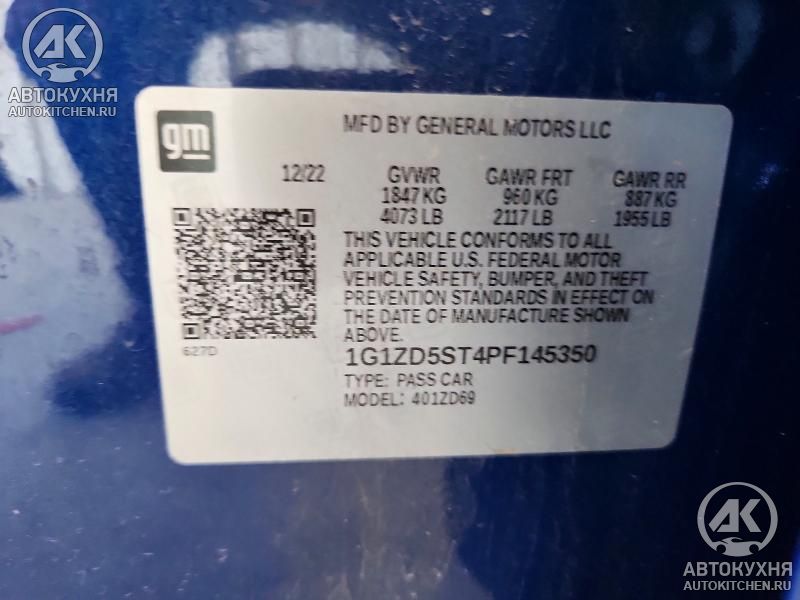 AK
АВТОКУХНЯ
AUTOKITCHEN.RU
gm
MFD BY GENERAL MOTORS LLC
12/22 GVWR GAWR FRT GAWR RR
1847 KG 960 KG 887 KG
4073 LB 2117 LB 1955 LB
THIS VEHICLE CONFORMS TO ALL
APPLICABLE U.S. FEDERAL MOTOR
VEHICLE SAFETY, BUMPER, AND THEFT
PREVENTION STANDARDS IN EFFECT ON
THE DATE OF MANUFACTURE SHOWN
ABOVE.
627D
1G1ZD5ST4PF145350
TYPE: PASS CAR
MODEL: 401ZD69
AK
АВТОКУХНЯ
AUTOKITCHEN.RU